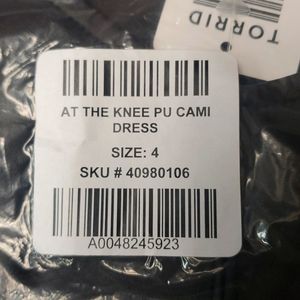 TORRID
AT THE KNEE PU CAMI
DRESS
SIZE: 4
SKU # 40980106
A0048245923